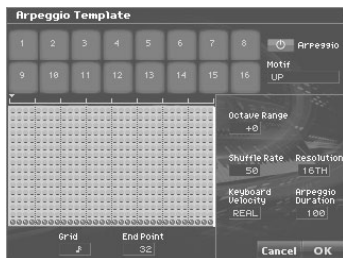 Arpeggio Template
1 2 3 4 5 6 7 8
Arpeggio
9 10 11 12 13 14 15 16
Motif
UP
Octave Range
+0
Shuffle Rate Resolution
50 16TH
Keyboard Velocity Arpeggio Duration
REAL 100
Grid End Point
32
Cancel OK